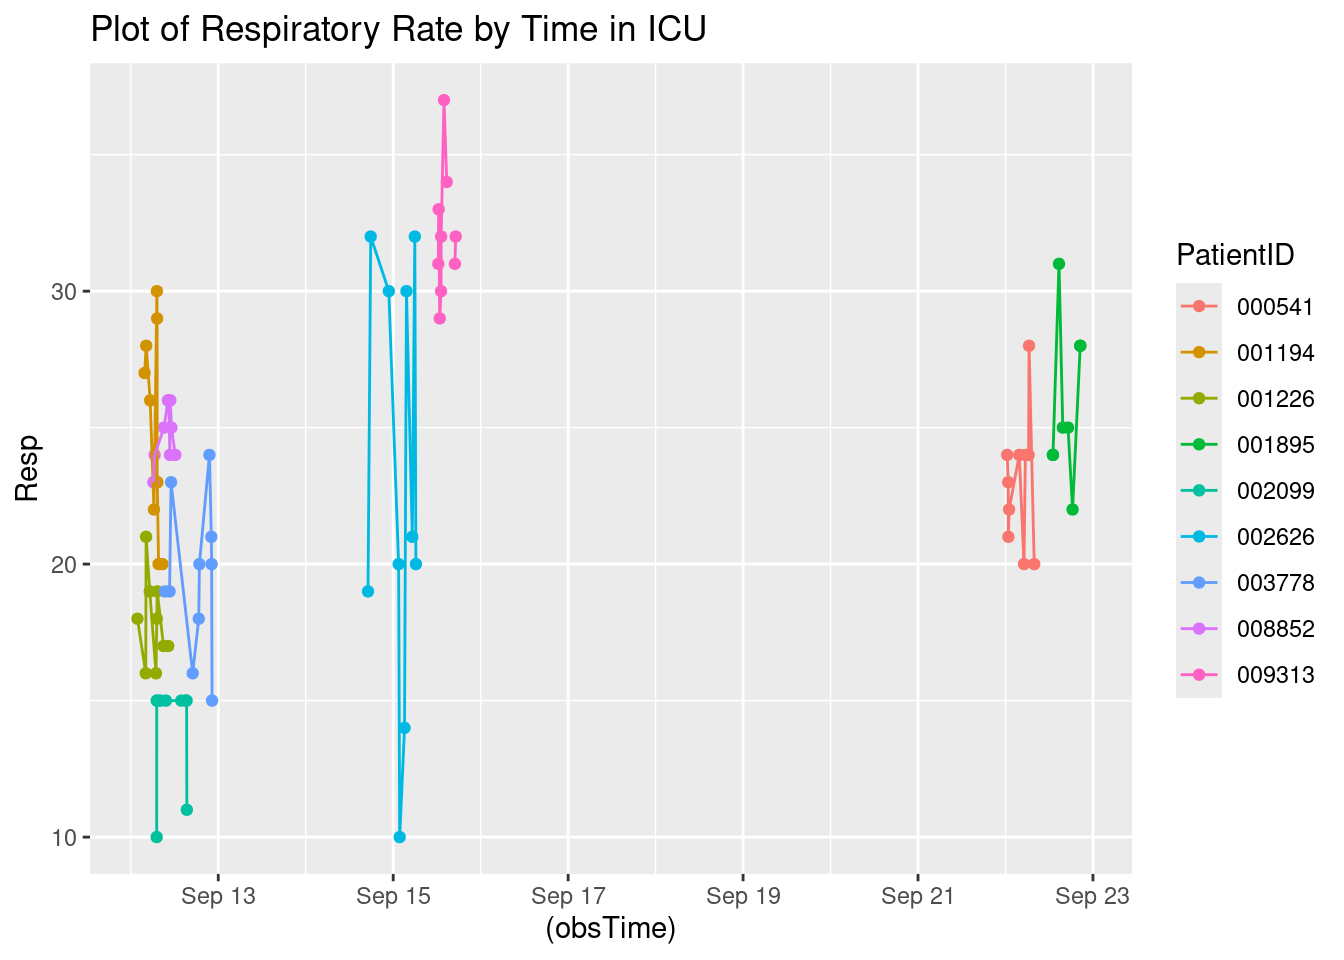 Plot of Respiratory Rate by Time in ICU
Resp
30
20
10
Sep 13
Sep 15
Sep 17
Sep 19
Sep 21
Sep 23
(obsTime)
PatientID
000541
001194
001226
001895
002099
002626
003778
008852
009313